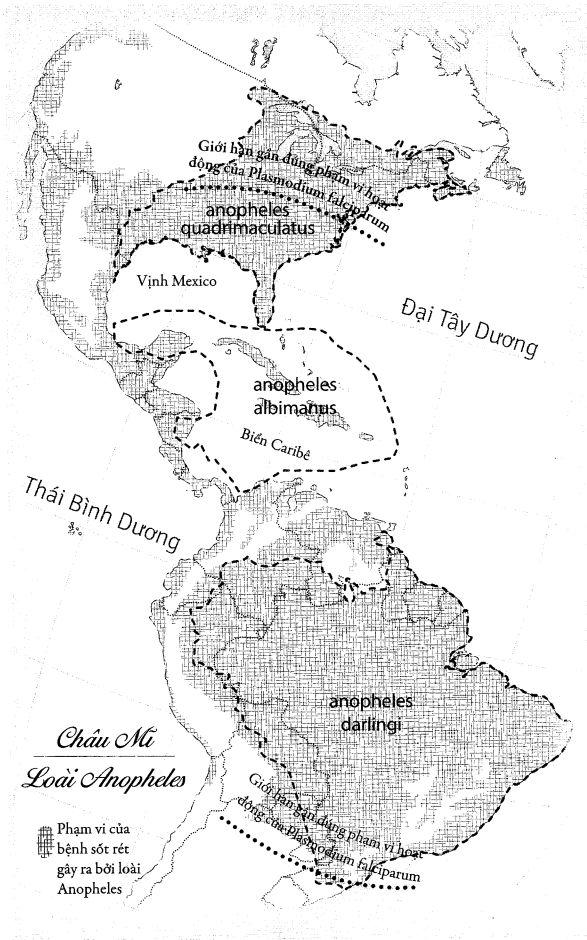 Giới hạn gần đúng phạm vi hoạt
động của Plasmodium falciparum
anopheles
quadrimaculatus
Vịnh Mexico
Đại Tây Dương
anopheles
albimanus
Biển Caribê
Thái Bình Dương
anopheles
darlingi
Châu Mĩ
Loài Anopheles
Giới hạn gần đúng phạm vi hoạt
động của Plasmodium falciparum
Phạm vi của
bệnh sốt rét
gây ra bởi loài
Anopheles